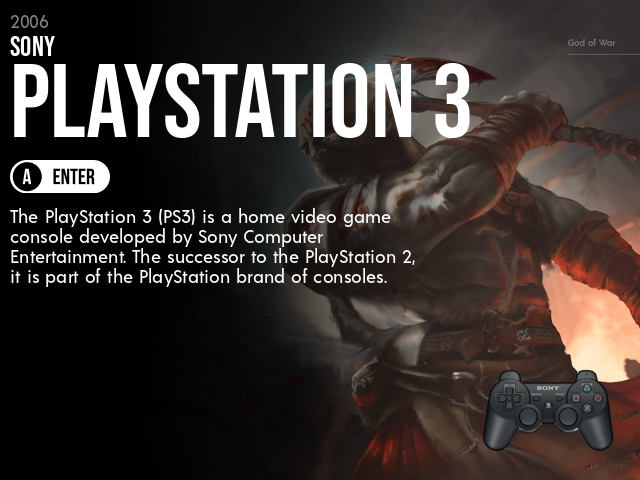 2006
SONY
God of War
PLAYSTATION 3
A ENTER
The PlayStation 3 (PS3) is a home video game
console developed by Sony Computer
Entertainment. The successor to the PlayStation 2,
it is part of the PlayStation brand of consoles.
SONY